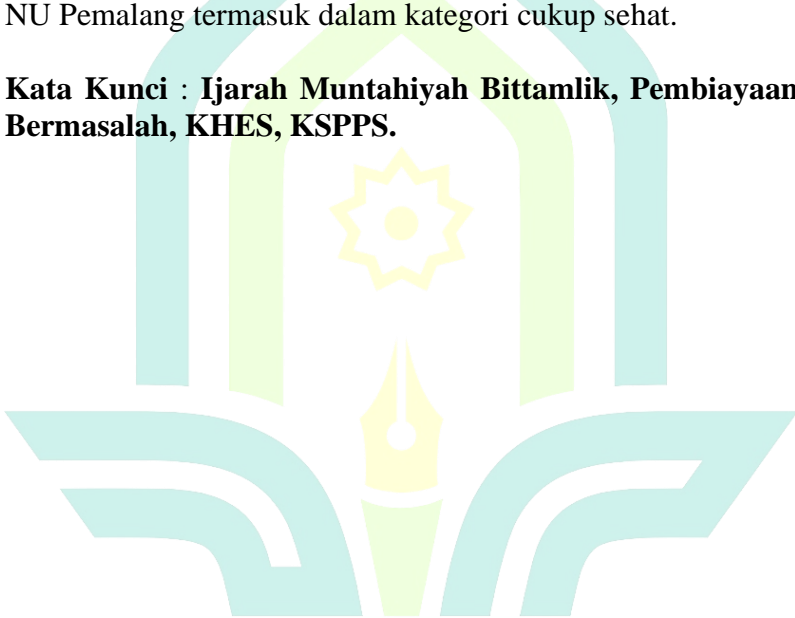 NU Pemalang termasuk dalam kategori cukup sehat.
Kata Kunci : Ijarah Muntahiyah Bittamlik, Pembiayaan
Bermasalah, KHES, KSPPS.